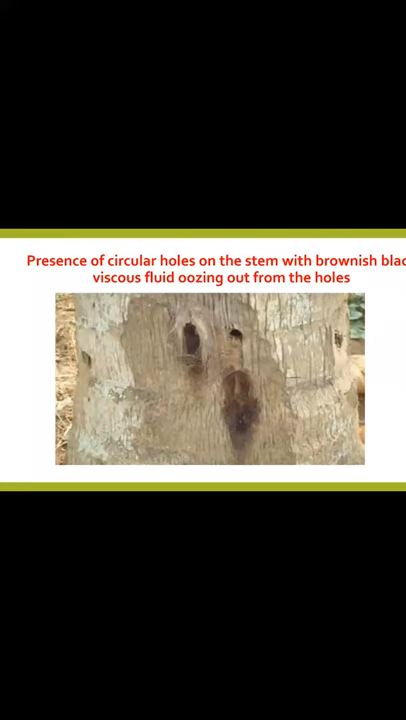 Presence of circular holes on the stem with brownish blac
viscous fluid oozing out from the holes